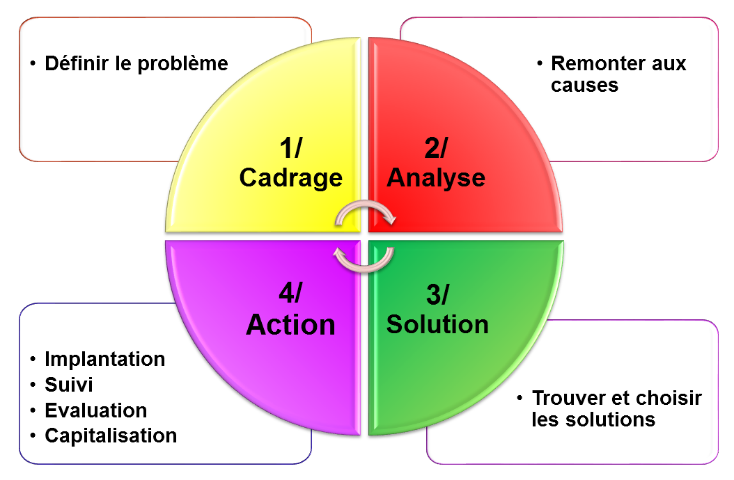 • Définir le problème
• Remonter aux
causes
1/
Cadrage
2/
Analyse
4/
Action
3/
Solution
• Implantation
• Suivi
• Evaluation
• Capitalisation
• Trouver et choisir
les solutions